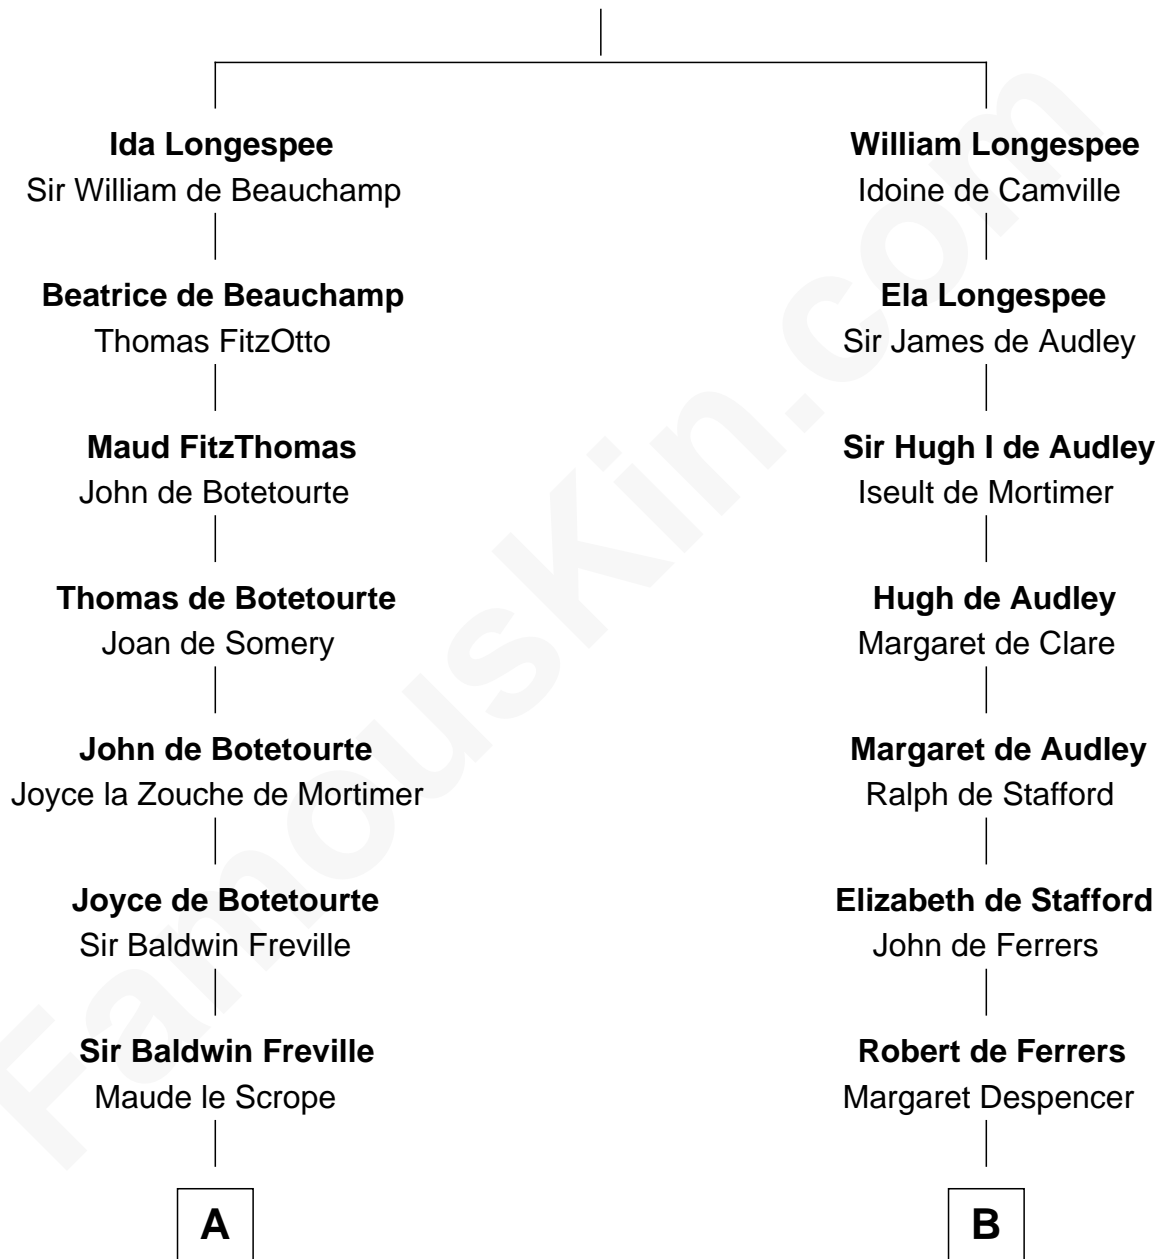 Ida Longespee
Sir William de Beauchamp
Beatrice de Beauchamp
Thomas FitzOtto
Maud FitzThomas
John de Botetourte
Thomas de Botetourte
Joan de Somery
John de Botetourte
Joyce la Zouche de Mortimer
Joyce de Botetourte
Sir Baldwin Freville
Sir Baldwin Freville
Maude le Scrope
A
William Longespee
Idoine de Camville
Ela Longespee
Sir James de Audley
Sir Hugh I de Audley
Iseult de Mortimer
Hugh de Audley
Margaret de Clare
Margaret de Audley
Ralph de Stafford
Elizabeth de Stafford
John de Ferrers
Robert de Ferrers
Margaret Despencer
B
FamousKin.com